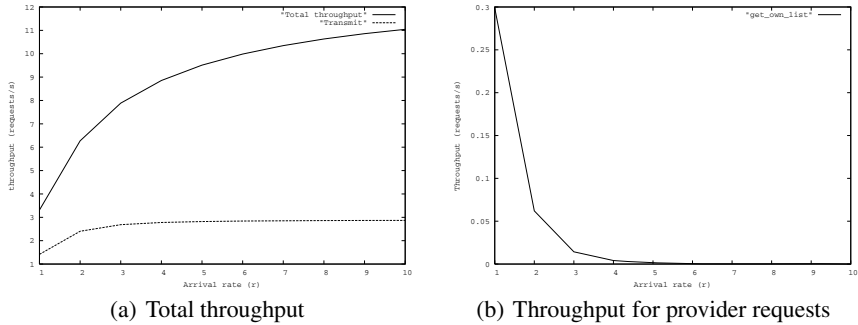 12
11
10
9
8
7
6
5
4
3
2
1
throughput (requests/s)
"Total throughput"
"Transmit"
1 2 3 4 5 6 7 8 9 10
Arrival rate (r)
(a) Total throughput
0.3
0.25
0.2
0.15
0.1
0.05
0
Throughput (requests/s)
"get_own_list"
1 2 3 4 5 6 7 8 9 10
Arrival rate (r)
(b) Throughput for provider requests